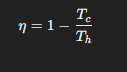 η = 1 − T_c / T_h